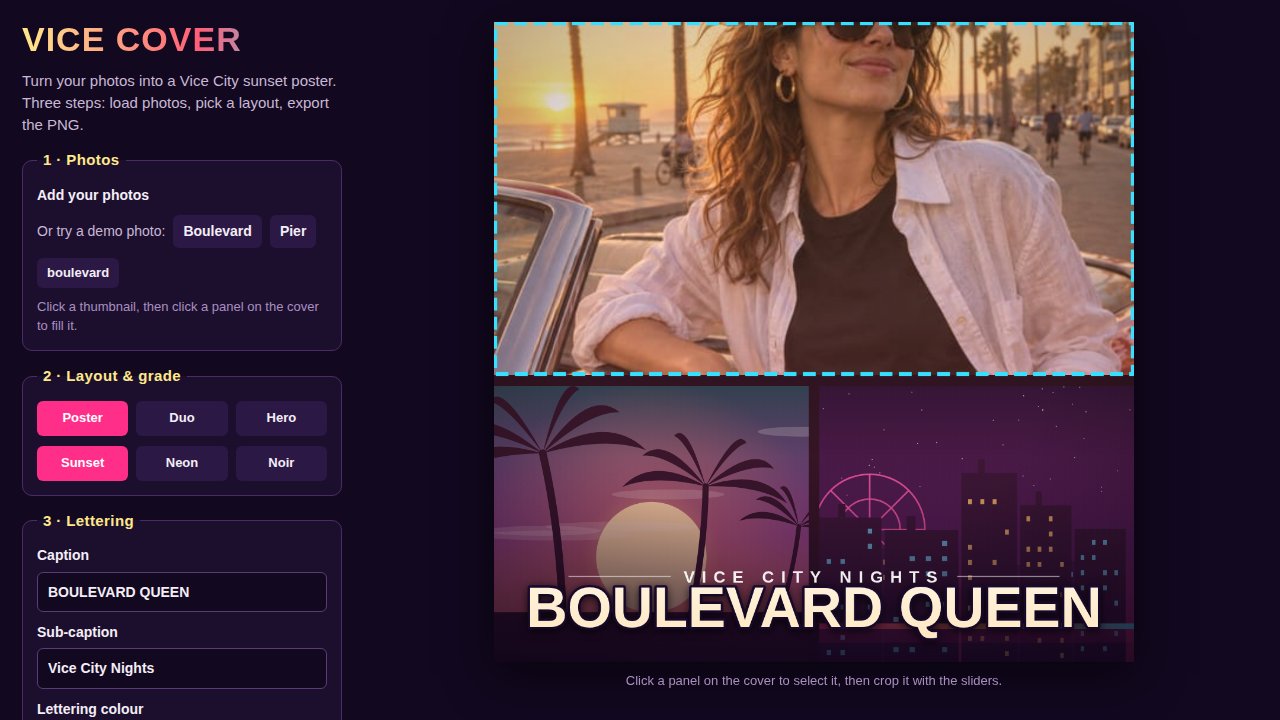 VICE COVER
Turn your photos into a Vice City sunset poster.
Three steps: load photos, pick a layout, export
the PNG.
1 · Photos
Add your photos
Or try a demo photo: Boulevard Pier
boulevard
Click a thumbnail, then click a panel on the cover
to fill it.
2 · Layout & grade
Poster Duo Hero
Sunset Neon Noir
3 · Lettering
Caption
BOULEVARD QUEEN
Sub-caption
Vice City Nights
Lettering colour
VICE CITY NIGHTS
BOULEVARD QUEEN
Click a panel on the cover to select it, then crop it with the sliders.